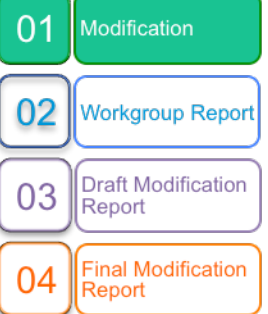 01 Modification
02 Workgroup Report
03 Draft Modification
Report
04 Final Modification
Report